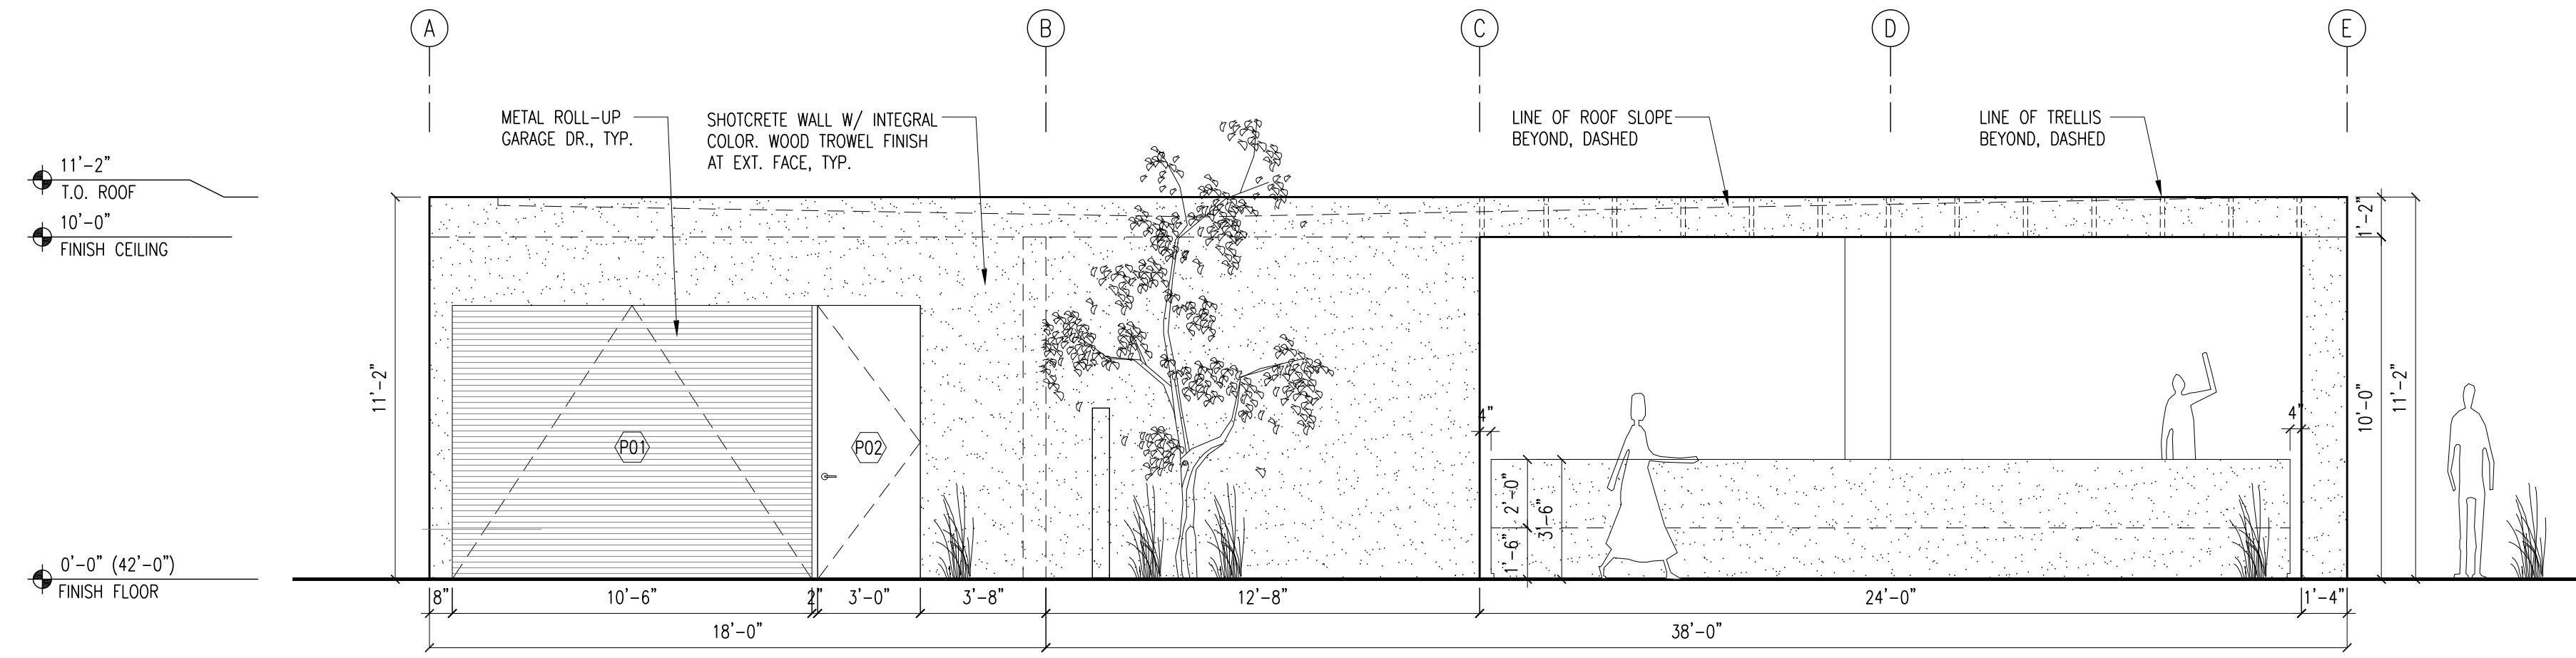 A
B
C
D
E
METAL ROLL-UP
GARAGE DR., TYP.
SHOTCRETE WALL W/ INTEGRAL
COLOR. WOOD TROWEL FINISH
AT EXT. FACE, TYP.
LINE OF ROOF SLOPE
BEYOND, DASHED
LINE OF TRELLIS
BEYOND, DASHED
11'-2"
T.O. ROOF
10'-0"
FINISH CEILING
0'-0" (42'-0")
FINISH FLOOR
11'-2"
P01
P02
4"
2'-0"
1'-6"
3'-6"
4"
1'-2"
10'-0"
11'-2"
8"
10'-6"
2"
3'-0"
3'-8"
12'-8"
24'-0"
1'-4"
18'-0"
38'-0"